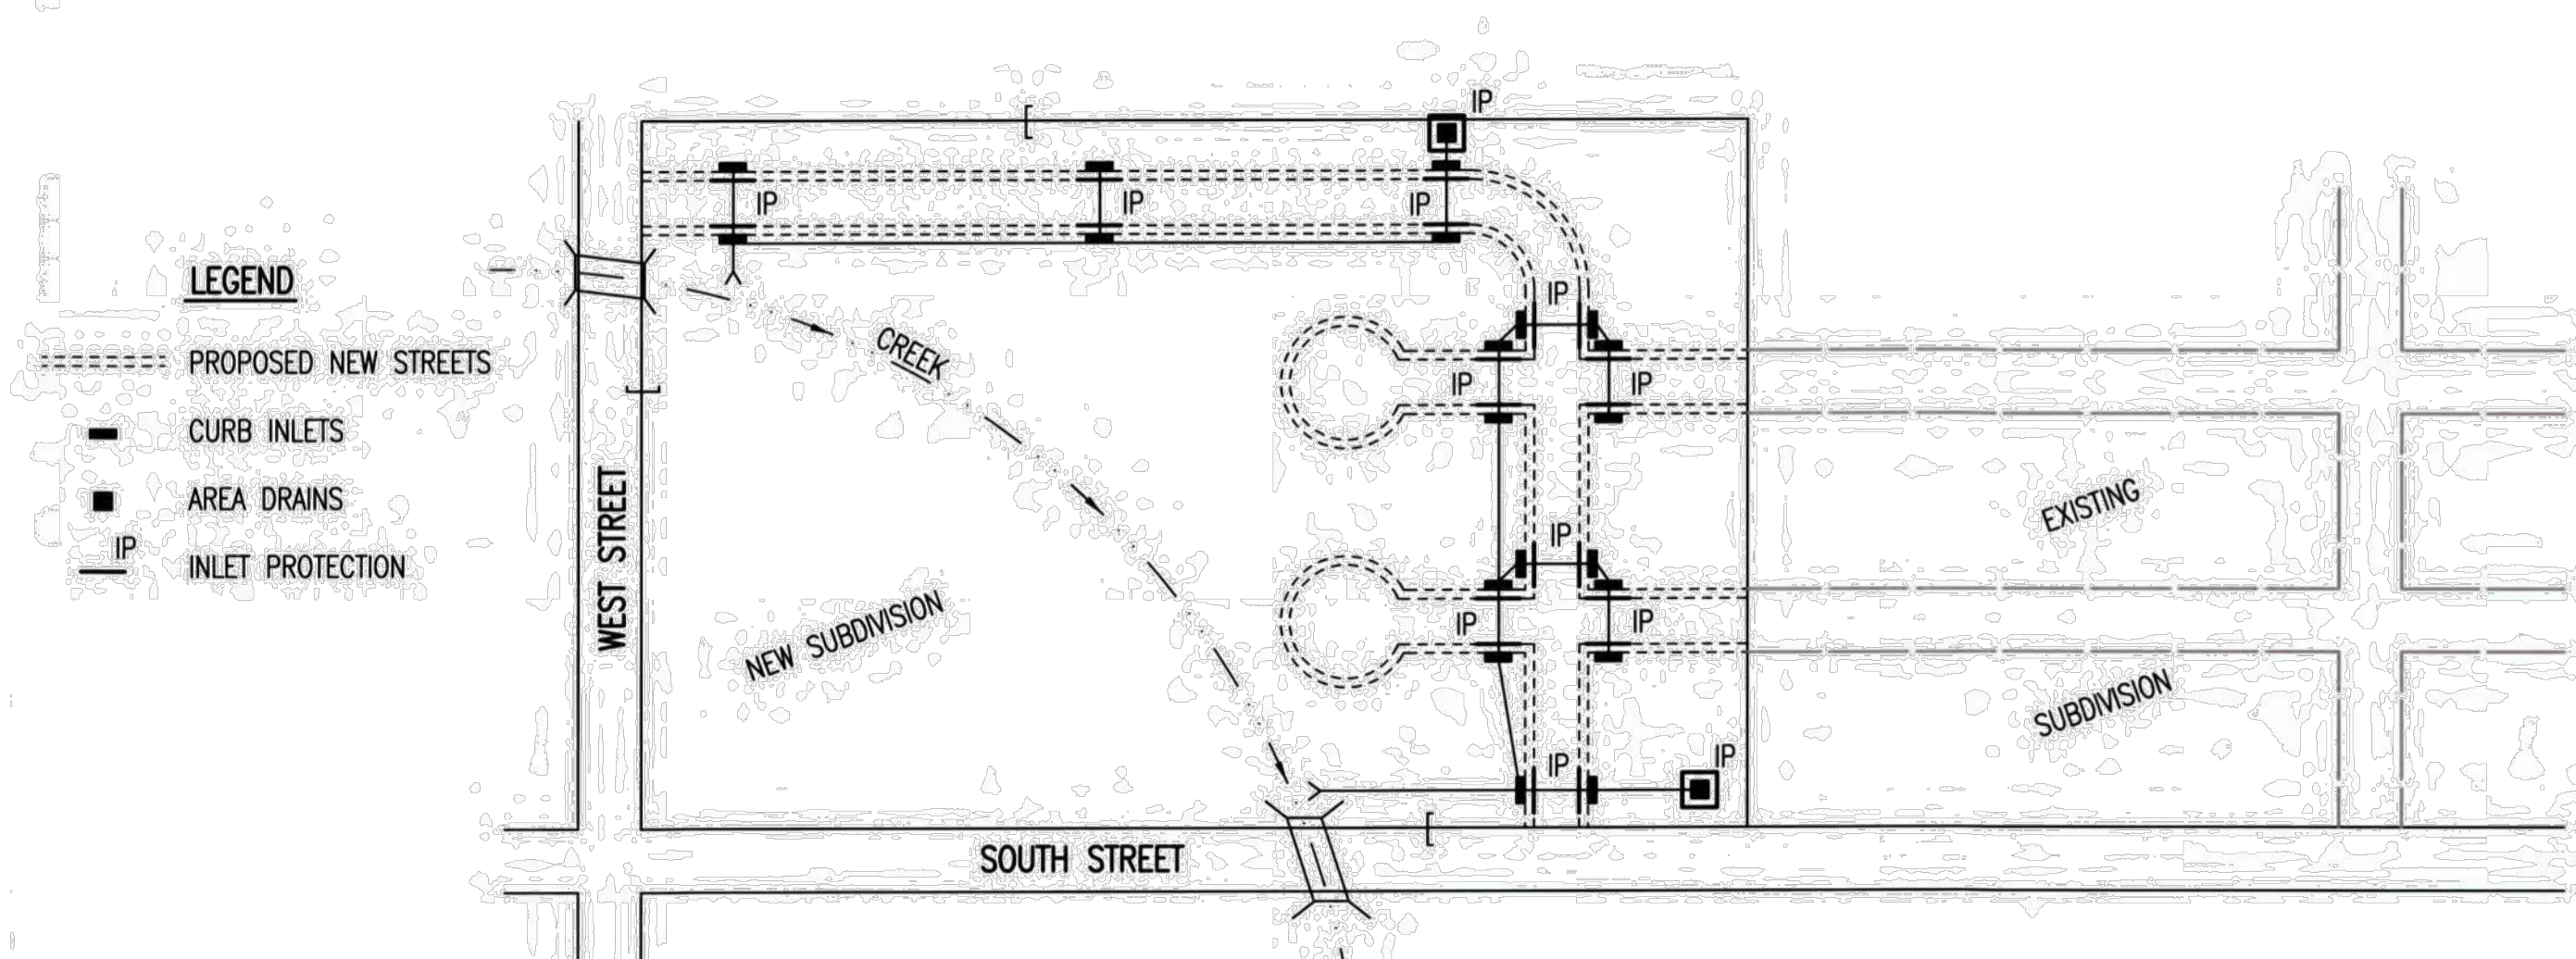 LEGEND
PROPOSED NEW STREETS
CURB INLETS
AREA DRAINS
IP
INLET PROTECTION
WEST STREET
SOUTH STREET
CREEK
NEW SUBDIVISION
EXISTING
SUBDIVISION
IP
IP
IP
IP
IP
IP
IP
IP
IP
IP
IP
IP